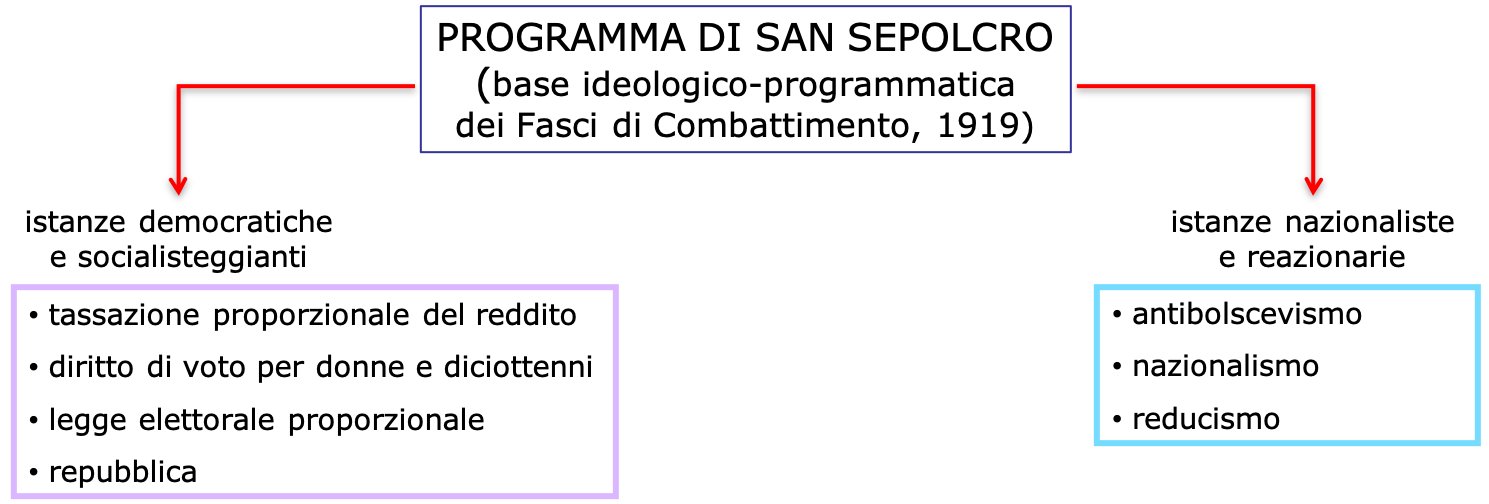 PROGRAMMA DI SAN SEPOLCRO
(base ideologico-programmatica
dei Fasci di Combattimento, 1919)
istanze democratiche
e socialisteggianti
• tassazione proporzionale del reddito
• diritto di voto per donne e diciottenni
• legge elettorale proporzionale
• repubblica
istanze nazionaliste
e reazionarie
• antibolscevismo
• nazionalismo
• reducismo